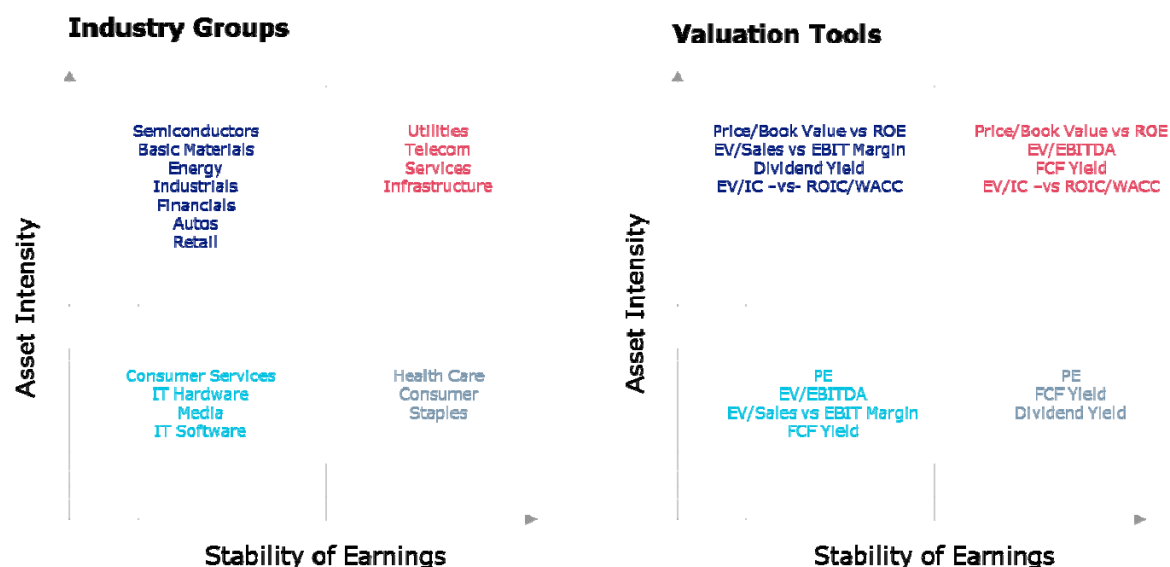 Industry Groups
Asset Intensity
Semiconductors
Basic Materials
Energy
Industrials
Financials
Autos
Retail
Utilities
Telecom
Services
Infrastructure
Consumer Services
IT Hardware
Media
IT Software
Health Care
Consumer
Staples
Stability of Earnings
Valuation Tools
Asset Intensity
Price/Book Value vs ROE
EV/Sales vs EBIT Margin
Dividend Yield
EV/IC –vs- ROIC/WACC
Price/Book Value vs ROE
EV/EBITDA
FCF Yield
EV/IC –vs ROIC/WACC
PE
EV/EBITDA
EV/Sales vs EBIT Margin
FCF Yield
PE
FCF Yield
Dividend Yield
Stability of Earnings